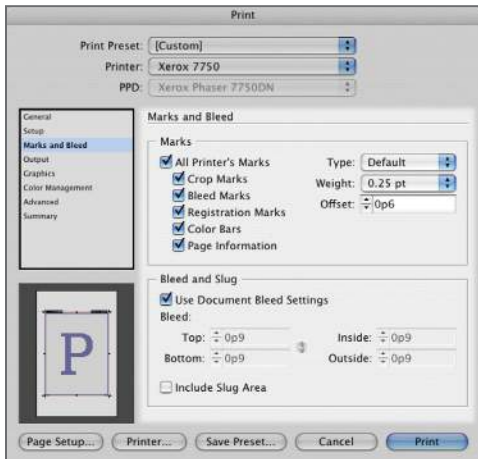 Print
Print Preset: [Custom]
Printer: Xerox 7750
PPD: Xerox Phaser 7750DN
General
Setup
Marks and Bleed
Output
Graphics
Color Management
Advanced
Summary
Marks and Bleed
Marks
All Printer's Marks
Crop Marks
Bleed Marks
Registration Marks
Color Bars
Page Information
Type: Default
Weight: 0.25 pt
Offset: 0p6
Bleed and Slug
Use Document Bleed Settings
Bleed:
Top: 0p9 Inside: 0p9
Bottom: 0p9 Outside: 0p9
Include Slug Area
P
Page Setup... Printer... Save Preset... Cancel Print